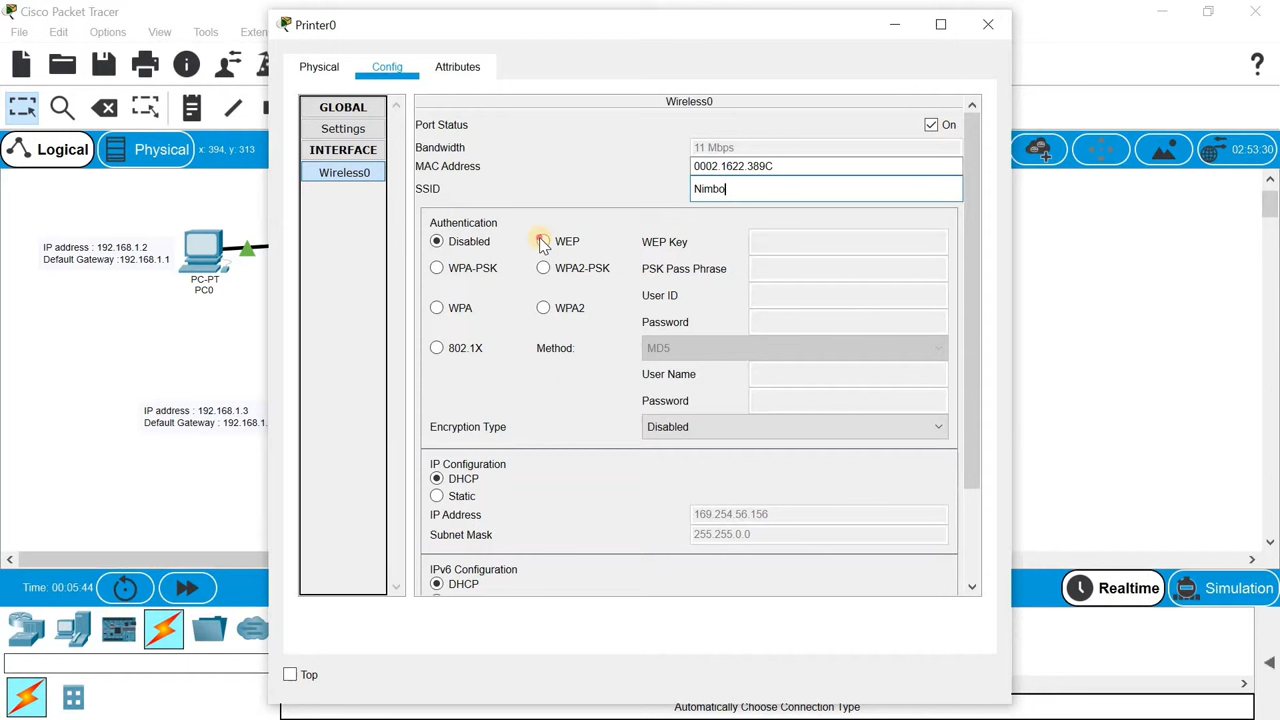 Cisco Packet Tracer
File Edit Options View Tools Exten
Logical Physical x: 394, y: 313
02:53:30
IP address : 192.168.1.2
Default Gateway :192.168.1.1
PC-PT
PC0
IP address : 192.168.1.3
Default Gateway : 192.168.1.
Printer0
Physical Config Attributes
GLOBAL
Settings
INTERFACE
Wireless0
Wireless0
Port Status On
Bandwidth 11 Mbps
MAC Address 0002.1622.389C
SSID Nimbo
Authentication
Disabled WEP WEP Key
WPA-PSK WPA2-PSK PSK Pass Phrase
User ID
WPA WPA2
Password
802.1X Method: MD5
User Name
Password
Encryption Type Disabled
IP Configuration
DHCP
Static
IP Address 169.254.56.156
Subnet Mask 255.255.0.0
IPv6 Configuration
DHCP
Top
Time: 00:05:44
Realtime Simulation
Automatically Choose Connection Type